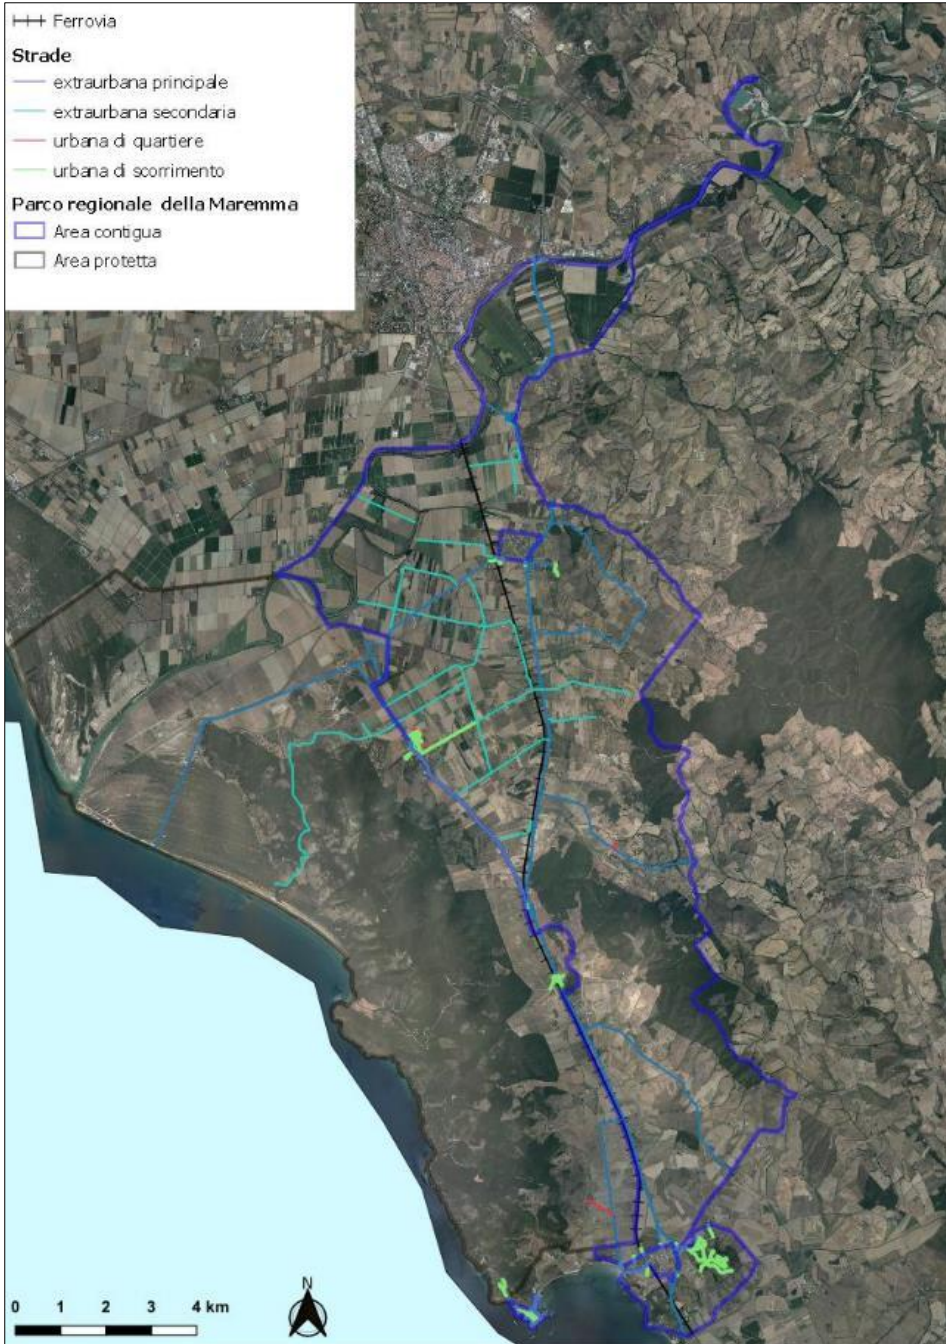 Ferrovia
Strade
extraurbana principale
extraurbana secondaria
urbana di quartiere
urbana di scorrimento
Parco regionale della Maremma
Area contigua
Area protetta
N
0 1 2 3 4 km